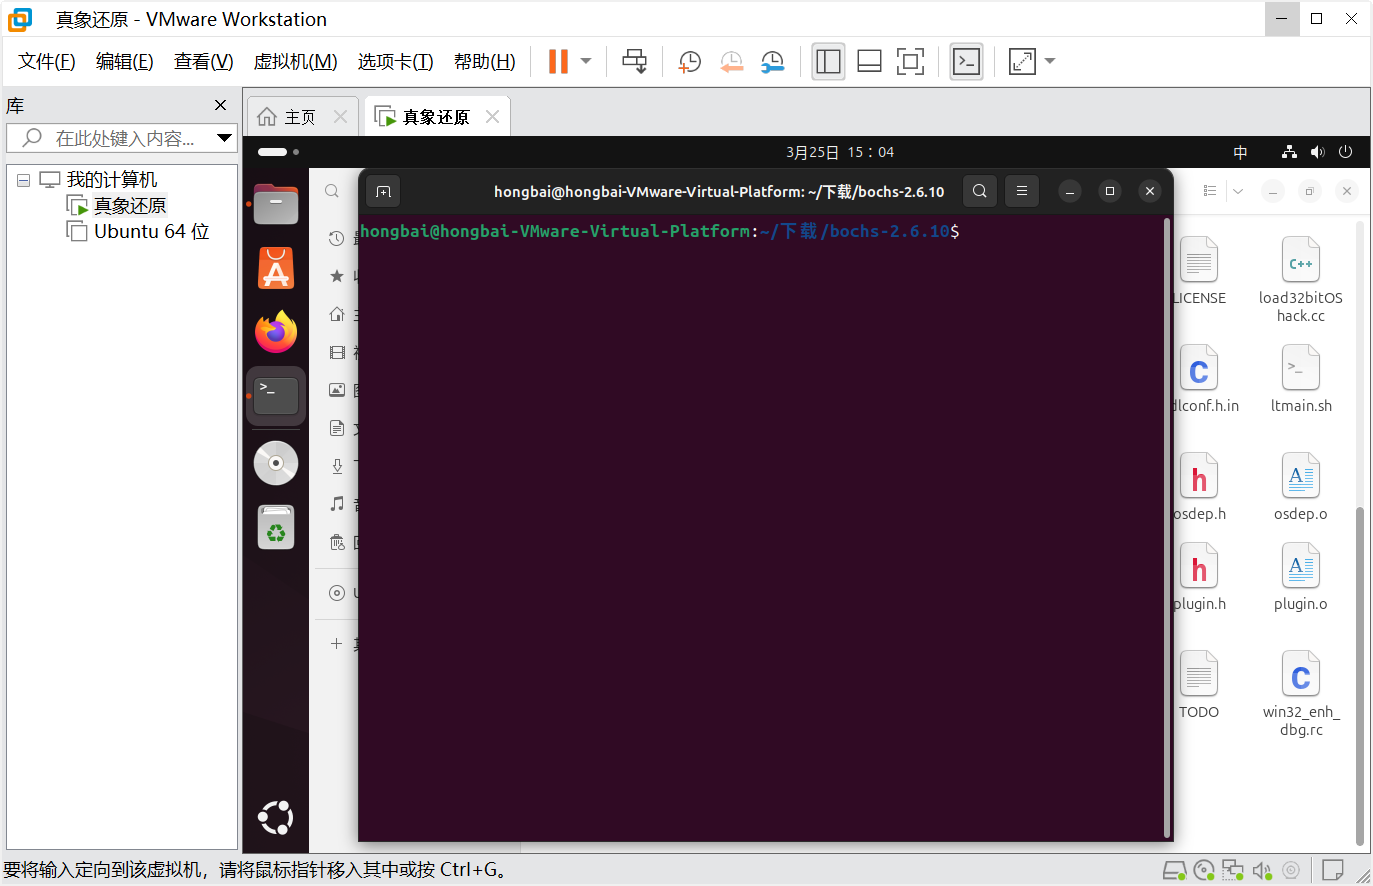 真象还原 - VMware Workstation
文件(F) 编辑(E) 查看(V) 虚拟机(M) 选项卡(T) 帮助(H)
库
在此处键入内容...
我的计算机
真象还原
Ubuntu 64 位
主页
真象还原
3月25日 15：04
中
hongbai@hongbai-VMware-Virtual-Platform: ~/下载/bochs-2.6.10
hongbai@hongbai-VMware-Virtual-Platform:~/下载/bochs-2.6.10$
LICENSE
load32bitOShack.cc
dlconf.h.in
ltmain.sh
osdep.h
osdep.o
plugin.h
plugin.o
TODO
win32_enh_dbg.rc
要将输入定向到该虚拟机，请将鼠标指针移入其中或按 Ctrl+G。